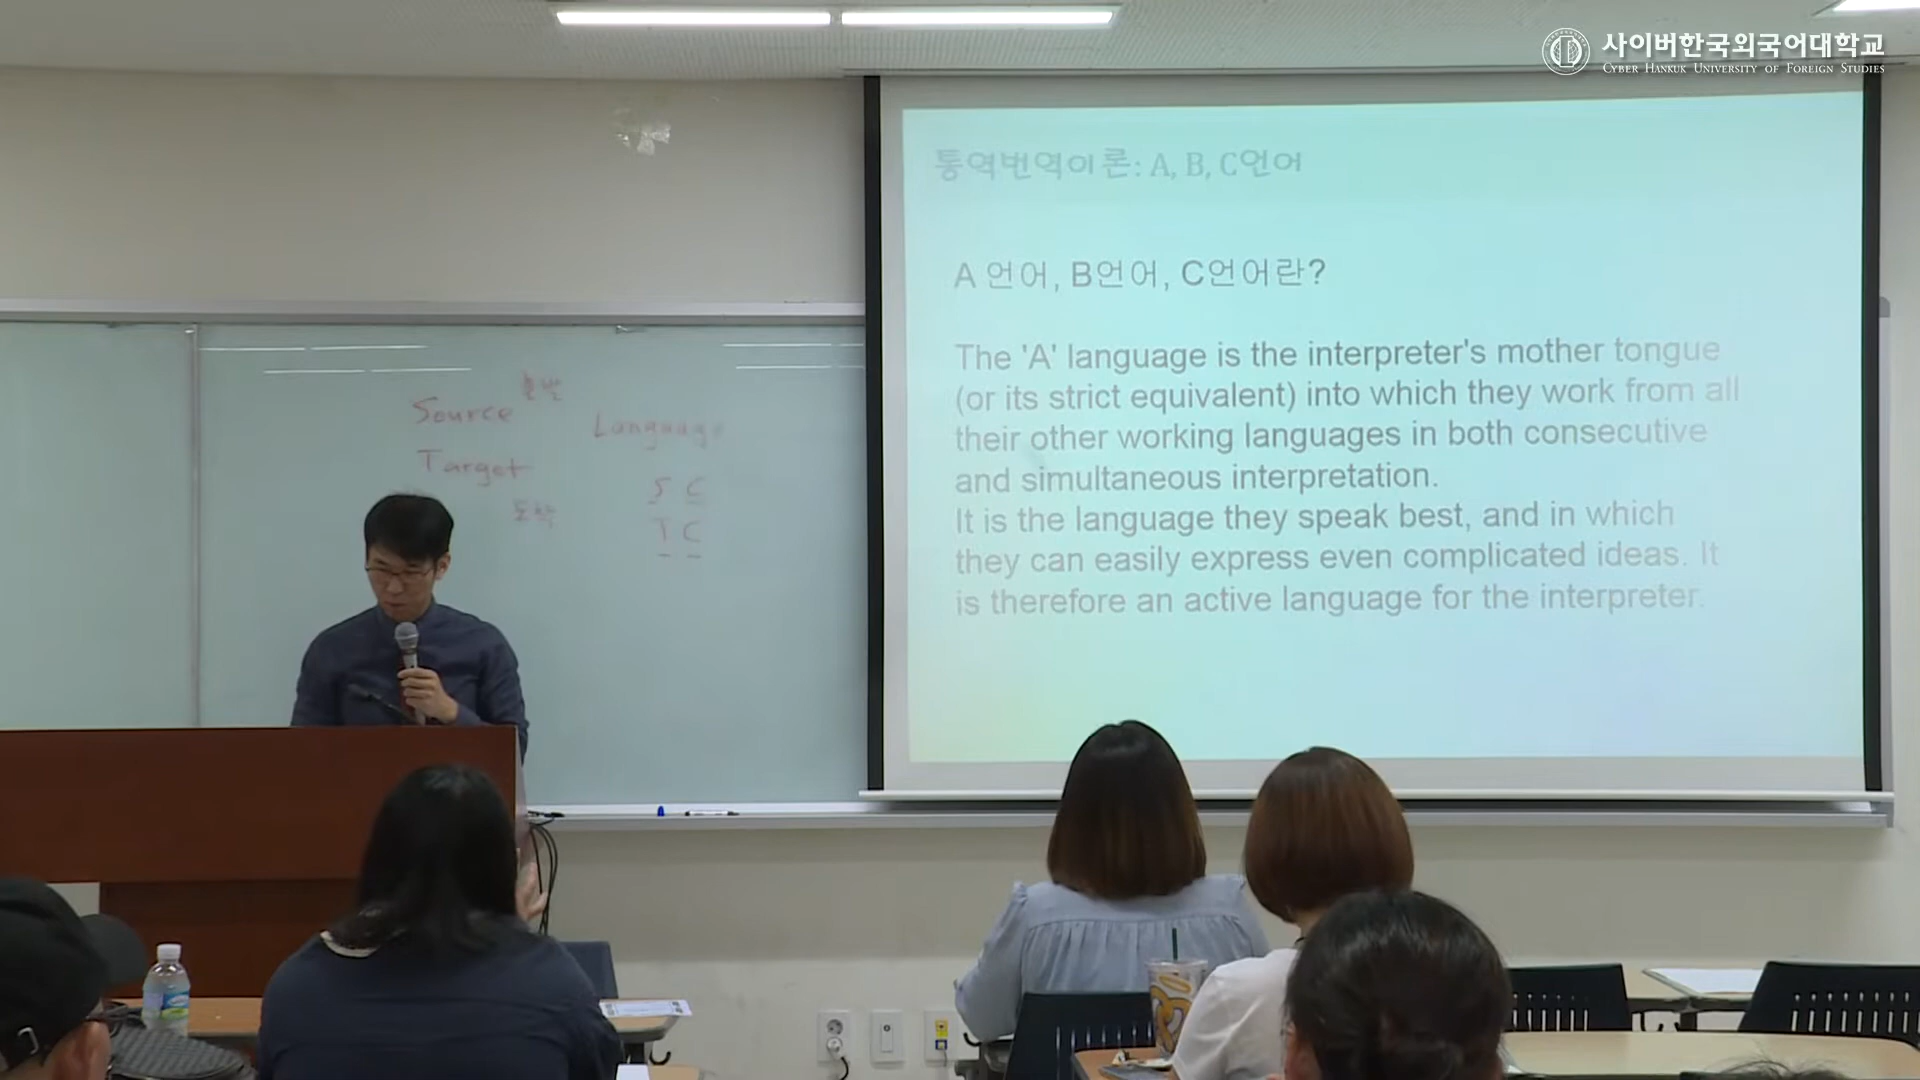 사이버한국외국어대학교
CYBER HANKUK UNIVERSITY OF FOREIGN STUDIES
통역번역이론: A, B, C언어
A 언어, B언어, C언어란?
The 'A' language is the interpreter's mother tongue
(or its strict equivalent) into which they work from all
their other working languages in both consecutive
and simultaneous interpretation.
It is the language they speak best, and in which
they can easily express even complicated ideas. It
is therefore an active language for the interpreter.
출발
Source Language
Target
도착
S C
T C